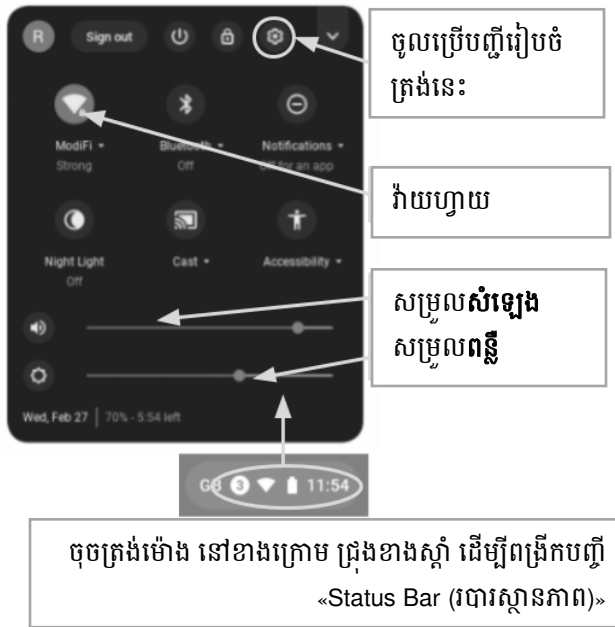 R Sign out
ចូលប្រើបញ្ជីរៀបចំ
ត្រង់នេះ
ModiFi Bluetooth Notifications
Strong Off Off for an app
វ៉ាយហ្វាយ
Night Light Cast Accessibility
Off
សម្រួលសំឡេង
សម្រួលពន្លឺ
Wed, Feb 27 | 70% - 5:54 left
GB 3 11:54
ចុចត្រង់ម៉ោង នៅខាងក្រោម ជ្រុងខាងស្តាំ ដើម្បីពង្រីកបញ្ចី
«Status Bar (របារស្ថានភាព)»